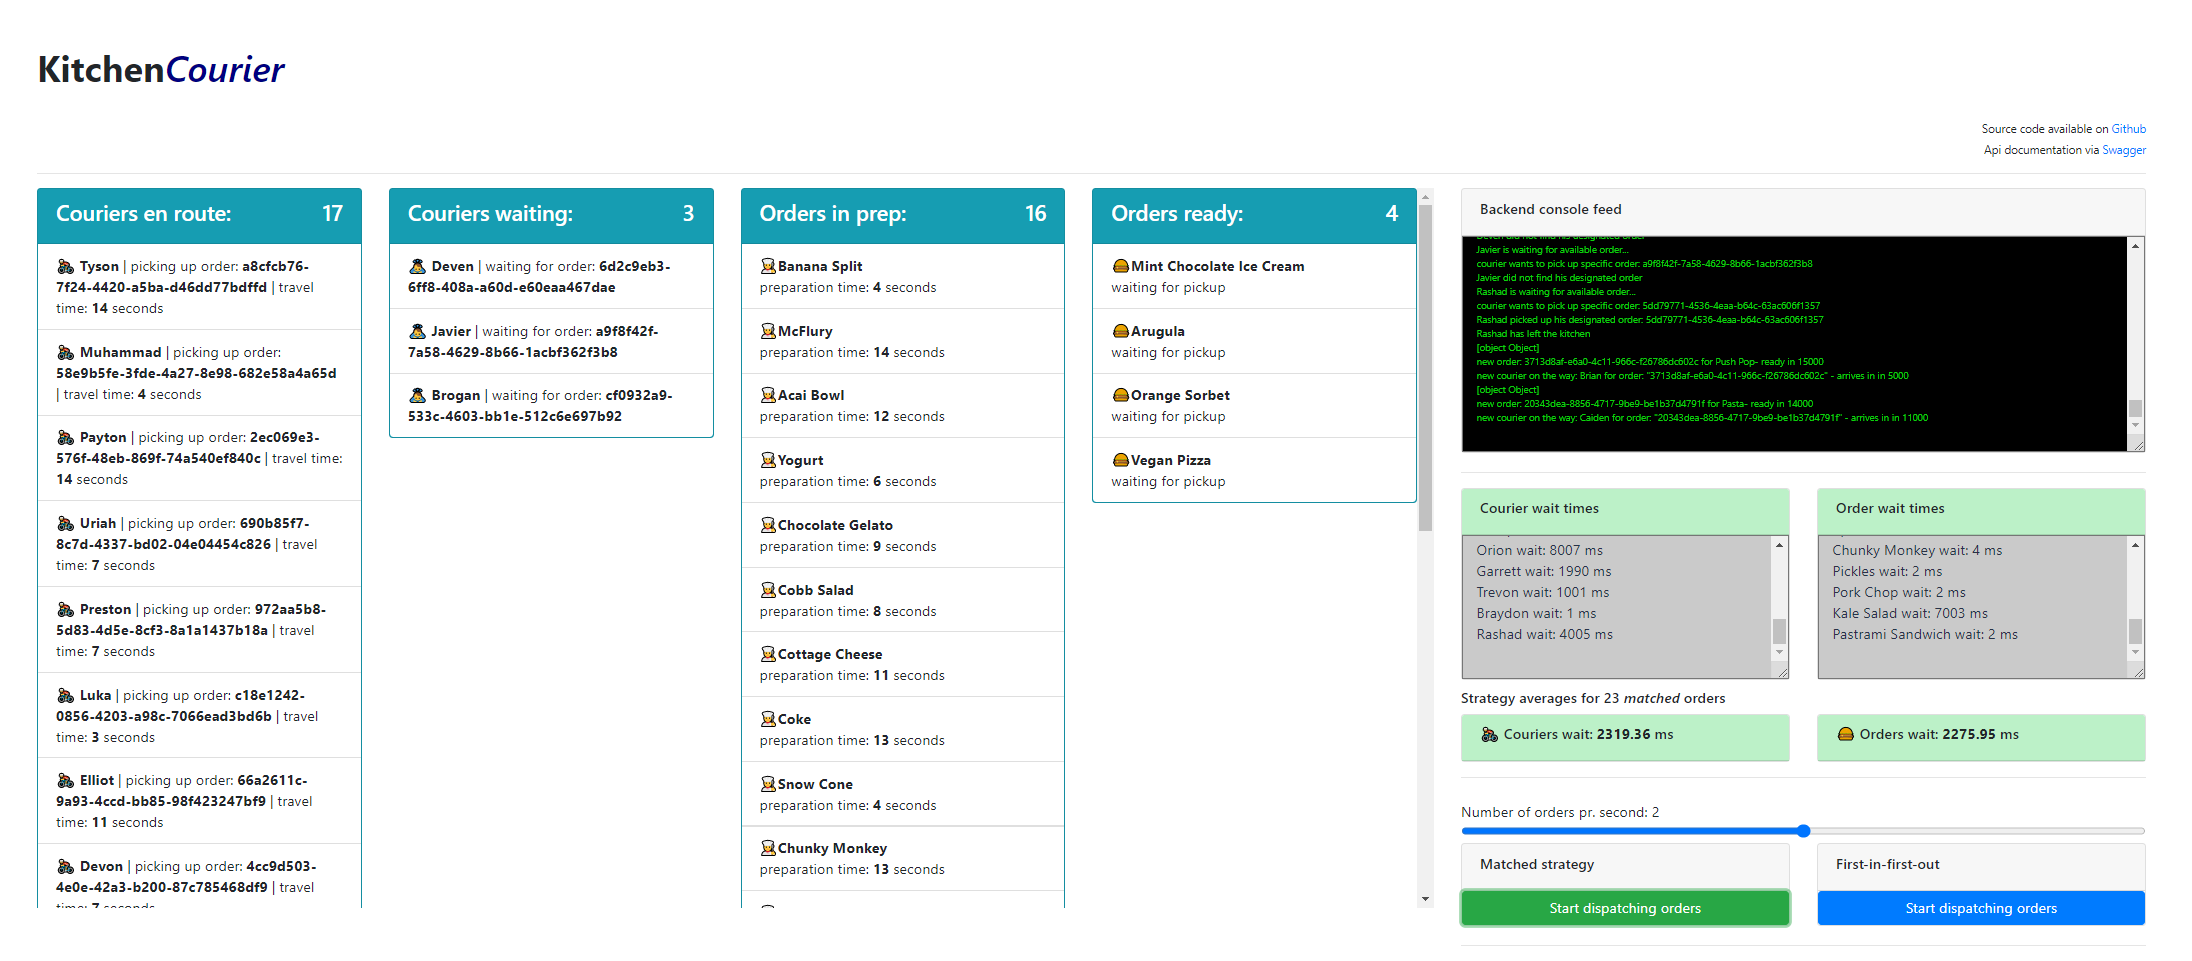 KitchenCourier
Source code available on Github
Api documentation via Swagger
Couriers en route: 17
Tyson | picking up order: a8cfcb76-
7f24-4420-a5ba-d46dd77bdffd | travel
time: 14 seconds
Muhammad | picking up order:
58e9b5fe-3fde-4a27-8e98-682e58a4a65d
| travel time: 4 seconds
Payton | picking up order: 2ec069e3-
576f-48eb-869f-74a540ef840c | travel time:
14 seconds
Uriah | picking up order: 690b85f7-
8c7d-4337-bd02-04e04454c826 | travel
time: 7 seconds
Preston | picking up order: 972aa5b8-
5d83-4d5e-8cf3-8a1a1437b18a | travel
time: 7 seconds
Luka | picking up order: c18e1242-
0856-4203-a98c-7066ead3bd6b | travel
time: 3 seconds
Elliot | picking up order: 66a2611c-
9a93-4ccd-bb85-98f423247bf9 | travel
time: 11 seconds
Devon | picking up order: 4cc9d503-
4e0e-42a3-b200-87c785468df9 | travel
time: 7 seconds
Couriers waiting: 3
Deven | waiting for order: 6d2c9eb3-
6ff8-408a-a60d-e60eaa467dae
Javier | waiting for order: a9f8f42f-
7a58-4629-8b66-1acbf362f3b8
Brogan | waiting for order: cf0932a9-
533c-4603-bb1e-512c6e697b92
Orders in prep: 16
Banana Split
preparation time: 4 seconds
McFlury
preparation time: 14 seconds
Acai Bowl
preparation time: 12 seconds
Yogurt
preparation time: 6 seconds
Chocolate Gelato
preparation time: 9 seconds
Cobb Salad
preparation time: 8 seconds
Cottage Cheese
preparation time: 11 seconds
Coke
preparation time: 13 seconds
Snow Cone
preparation time: 4 seconds
Chunky Monkey
preparation time: 13 seconds
Orders ready: 4
Mint Chocolate Ice Cream
waiting for pickup
Arugula
waiting for pickup
Orange Sorbet
waiting for pickup
Vegan Pizza
waiting for pickup
Backend console feed
Deven did not find his designated order
Javier is waiting for available order...
courier wants to pick up specific order: a9f8f42f-7a58-4629-8b66-1acbf362f3b8
Javier did not find his designated order
Rashad is waiting for available order...
courier wants to pick up specific order: 5dd79771-4536-4eaa-b64c-63ac606f1357
Rashad picked up his designated order: 5dd79771-4536-4eaa-b64c-63ac606f1357
Rashad has left the kitchen
[object Object]
new order: 3713d8af-e6a0-4c11-966c-f26786dc602c for Push Pop- ready in 15000
new courier on the way: Brian for order: "3713d8af-e6a0-4c11-966c-f26786dc602c" - arrives in in 5000
[object Object]
new order: 20343dea-8856-4717-9be9-be1b37d4791f for Pasta- ready in 14000
new courier on the way: Caiden for order: "20343dea-8856-4717-9be9-be1b37d4791f" - arrives in in 11000
Courier wait times
Orion wait: 8007 ms
Garrett wait: 1990 ms
Trevon wait: 1001 ms
Braydon wait: 1 ms
Rashad wait: 4005 ms
Order wait times
Chunky Monkey wait: 4 ms
Pickles wait: 2 ms
Pork Chop wait: 2 ms
Kale Salad wait: 7003 ms
Pastrami Sandwich wait: 2 ms
Strategy averages for 23 matched orders
Couriers wait: 2319.36 ms
Orders wait: 2275.95 ms
Number of orders pr. second: 2
Matched strategy
Start dispatching orders
First-in-first-out
Start dispatching orders